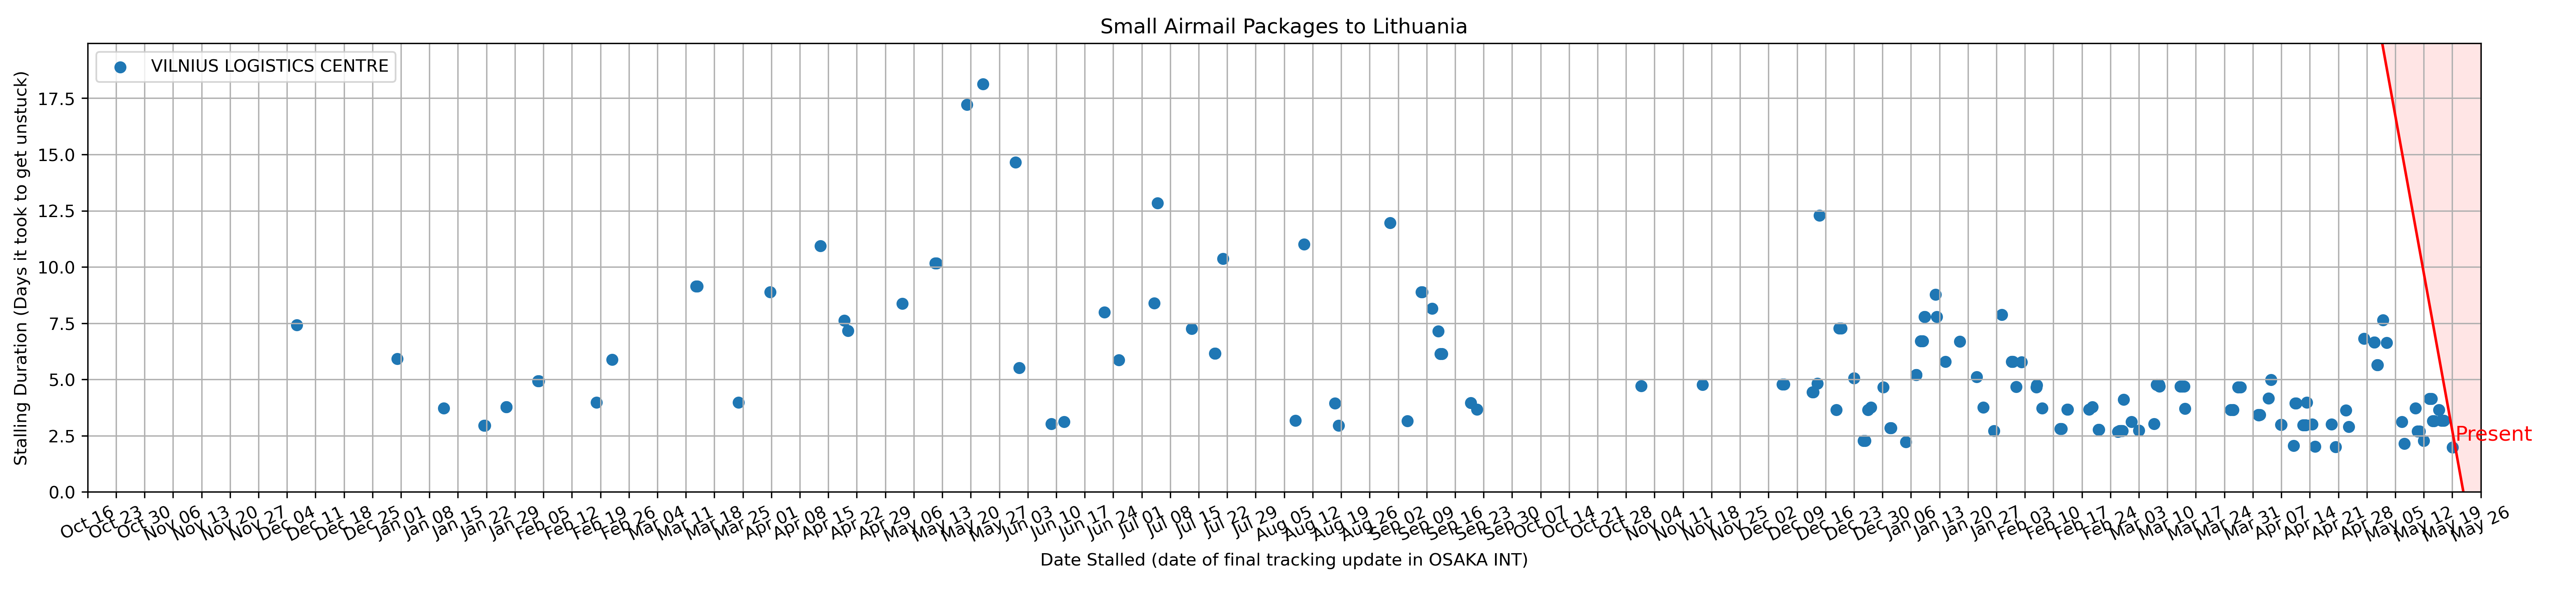 Small Airmail Packages to Lithuania
VILNIUS LOGISTICS CENTRE
Stalling Duration (Days it took to get unstuck)
17.5
15.0
12.5
10.0
7.5
5.0
2.5
0.0
Present
Oct 16 Oct 23 Oct 30 Nov 06 Nov 13 Nov 20 Nov 27 Dec 04 Dec 11 Dec 18 Dec 25 Jan 01 Jan 08 Jan 15 Jan 22 Jan 29 Feb 05 Feb 12 Feb 19 Feb 26 Mar 04 Mar 11 Mar 18 Mar 25 Apr 01 Apr 08 Apr 15 Apr 22 Apr 29 May 06 May 13 May 20 May 27 Jun 03 Jun 10 Jun 17 Jun 24 Jul 01 Jul 08 Jul 15 Jul 22 Jul 29 Aug 05 Aug 12 Aug 19 Aug 26 Sep 02 Sep 09 Sep 16 Sep 23 Sep 30 Oct 07 Oct 14 Oct 21 Oct 28 Nov 04 Nov 11 Nov 18 Nov 25 Dec 02 Dec 09 Dec 16 Dec 23 Dec 30 Jan 06 Jan 13 Jan 20 Jan 27 Feb 03 Feb 10 Feb 17 Feb 24 Mar 03 Mar 10 Mar 17 Mar 24 Mar 31 Apr 07 Apr 14 Apr 21 Apr 28 May 05 May 12 May 19 May 26
Date Stalled (date of final tracking update in OSAKA INT)